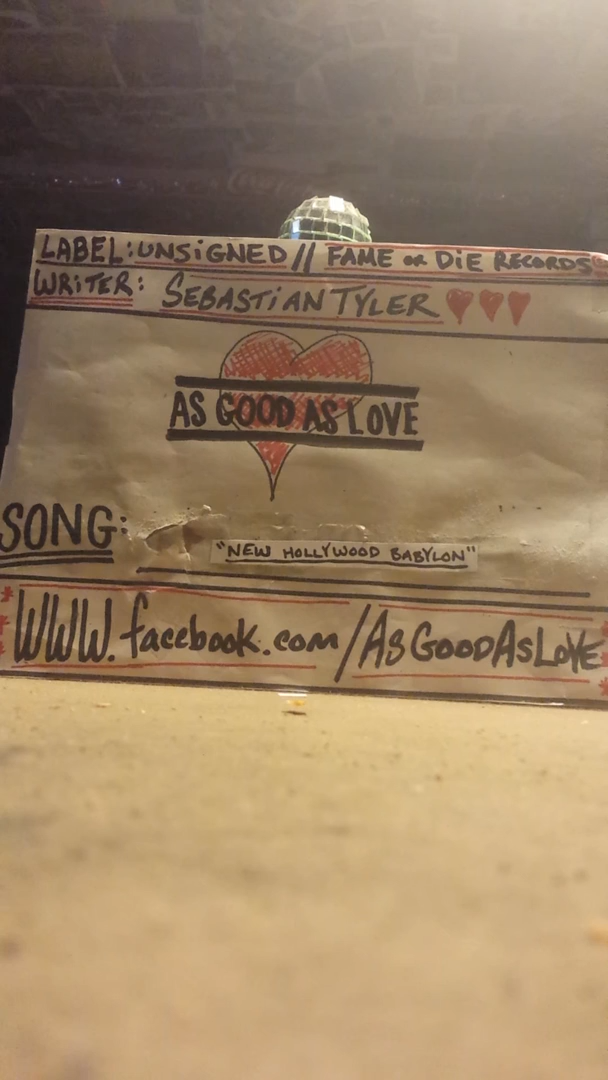 LABEL: UNSiGNED // FAME or DiE RECORDS
WRiTER: SEBASTiAN TYLER
AS GOOD AS LOVE
SONG:
"NEW HOLLYWOOD BABYLON"
WWW.facebook.com/AsGoodAsLoVE